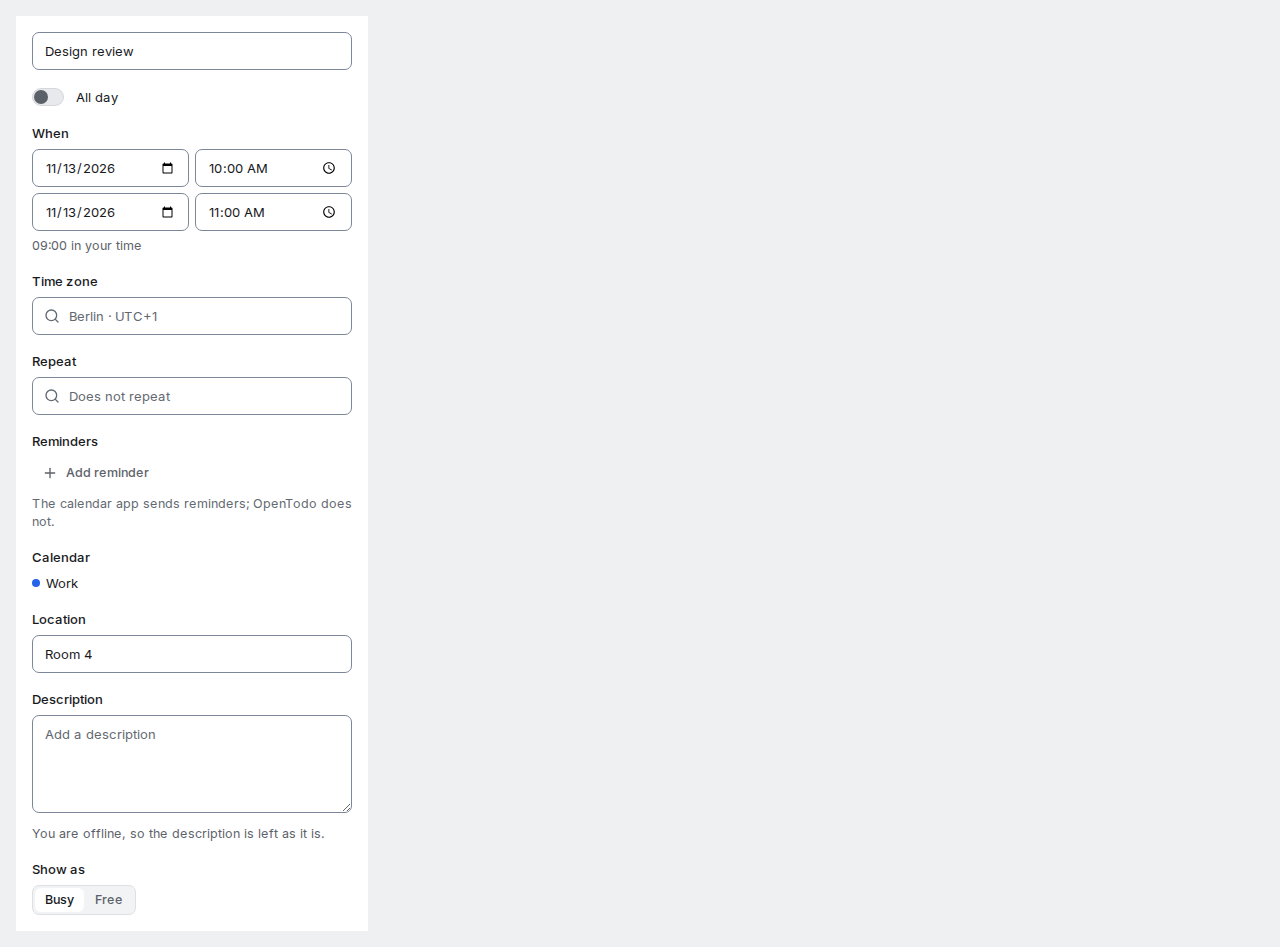 Design review
All day
When
11/13/2026 10:00 AM
11/13/2026 11:00 AM
09:00 in your time
Time zone
Berlin · UTC+1
Repeat
Does not repeat
Reminders
Add reminder
The calendar app sends reminders; OpenTodo does
not.
Calendar
Work
Location
Room 4
Description
Add a description
You are offline, so the description is left as it is.
Show as
Busy Free